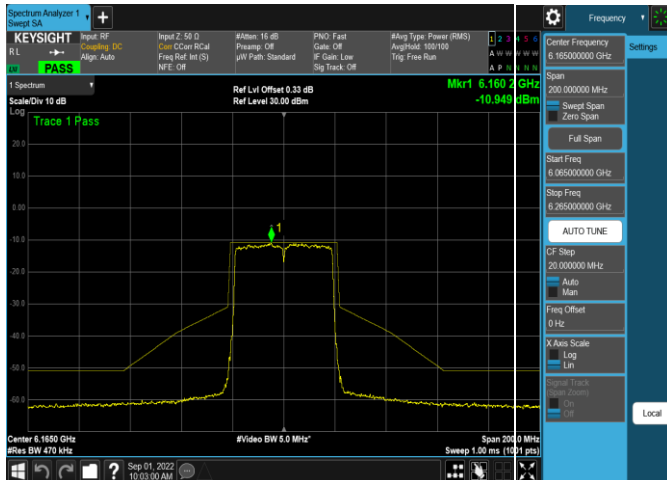 Spectrum Analyzer 1
Swept SA
+
Frequency
KEYSIGHT
RL
PASS
Input: RF
Coupling: DC
Align: Auto
Input Z: 50 Ω
Corr CCorr RCal
Freq Ref: Int (S)
NFE: Off
#Atten: 16 dB
Preamp: Off
µW Path: Standard
PNO: Fast
Gate: Off
IF Gain: Low
Sig Track: Off
#Avg Type: Power (RMS)
Avg|Hold: 100/100
Trig: Free Run
1 2 3 4 5 6
A W W W W W
A P N N N N
1 Spectrum
Scale/Div 10 dB
Log
Ref Lvl Offset 0.33 dB
Ref Level 30.00 dBm
Mkr1 6.160 2 GHz
-10.949 dBm
Trace 1 Pass
20.0
10.0
0.00
-10.0
-20.0
-30.0
-40.0
-50.0
-60.0
1
Center 6.1650 GHz
#Res BW 470 kHz
#Video BW 5.0 MHz*
Span 200.0 MHz
Sweep 1.00 ms (1001 pts)
Sep 01, 2022
10:03:00 AM
Center Frequency
6.165000000 GHz
Span
200.000000 MHz
Swept Span
Zero Span
Full Span
Start Freq
6.065000000 GHz
Stop Freq
6.265000000 GHz
AUTO TUNE
CF Step
20.000000 MHz
Auto
Man
Freq Offset
0 Hz
X Axis Scale
Log
Lin
Signal Track
(Span Zoom)
On
Off
Settings
Local